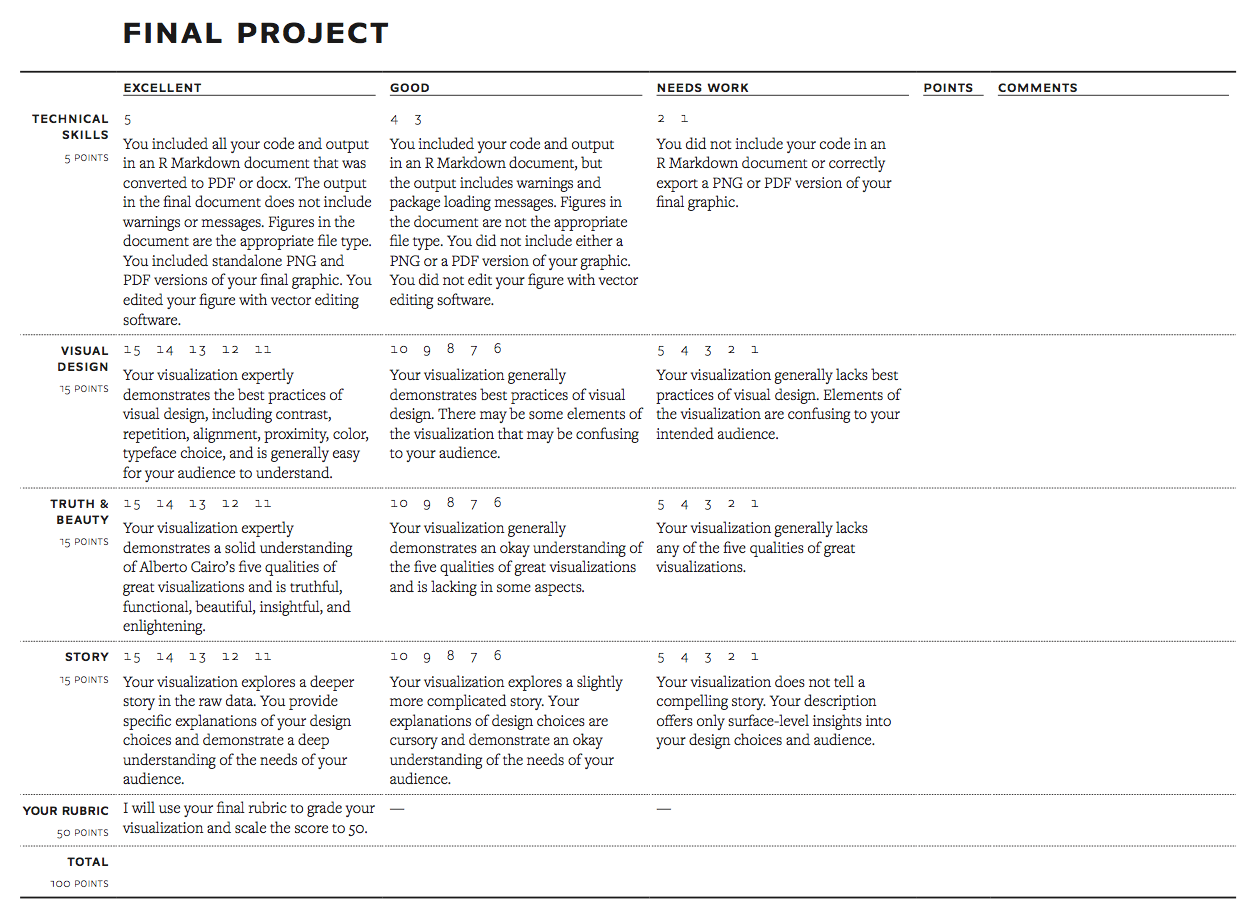 FINAL PROJECT
EXCELLENT
GOOD
NEEDS WORK
POINTS
COMMENTS
TECHNICAL
SKILLS
5 POINTS
5
You included all your code and output
in an R Markdown document that was
converted to PDF or docx. The output
in the final document does not include
warnings or messages. Figures in the
document are the appropriate file type.
You included standalone PNG and
PDF versions of your final graphic. You
edited your figure with vector editing
software.
4 3
You included your code and output
in an R Markdown document, but
the output includes warnings and
package loading messages. Figures in
the document are not the appropriate
file type. You did not include either a
PNG or a PDF version of your graphic.
You did not edit your figure with vector
editing software.
2 1
You did not include your code in an
R Markdown document or correctly
export a PNG or PDF version of your
final graphic.
VISUAL
DESIGN
15 POINTS
15 14 13 12 11
Your visualization expertly
demonstrates the best practices of
visual design, including contrast,
repetition, alignment, proximity, color,
typeface choice, and is generally easy
for your audience to understand.
10 9 8 7 6
Your visualization generally
demonstrates best practices of visual
design. There may be some elements of
the visualization that may be confusing
to your audience.
5 4 3 2 1
Your visualization generally lacks best
practices of visual design. Elements of
the visualization are confusing to your
intended audience.
TRUTH &
BEAUTY
15 POINTS
15 14 13 12 11
Your visualization expertly
demonstrates a solid understanding
of Alberto Cairo’s five qualities of
great visualizations and is truthful,
functional, beautiful, insightful, and
enlightening.
10 9 8 7 6
Your visualization generally
demonstrates an okay understanding of
the five qualities of great visualizations
and is lacking in some aspects.
5 4 3 2 1
Your visualization generally lacks
any of the five qualities of great
visualizations.
STORY
15 POINTS
15 14 13 12 11
Your visualization explores a deeper
story in the raw data. You provide
specific explanations of your design
choices and demonstrate a deep
understanding of the needs of your
audience.
10 9 8 7 6
Your visualization explores a slightly
more complicated story. Your
explanations of design choices are
cursory and demonstrate an okay
understanding of the needs of your
audience.
5 4 3 2 1
Your visualization does not tell a
compelling story. Your description
offers only surface-level insights into
your design choices and audience.
YOUR RUBRIC
50 POINTS
I will use your final rubric to grade your
visualization and scale the score to 50.
—
—
TOTAL
100 POINTS